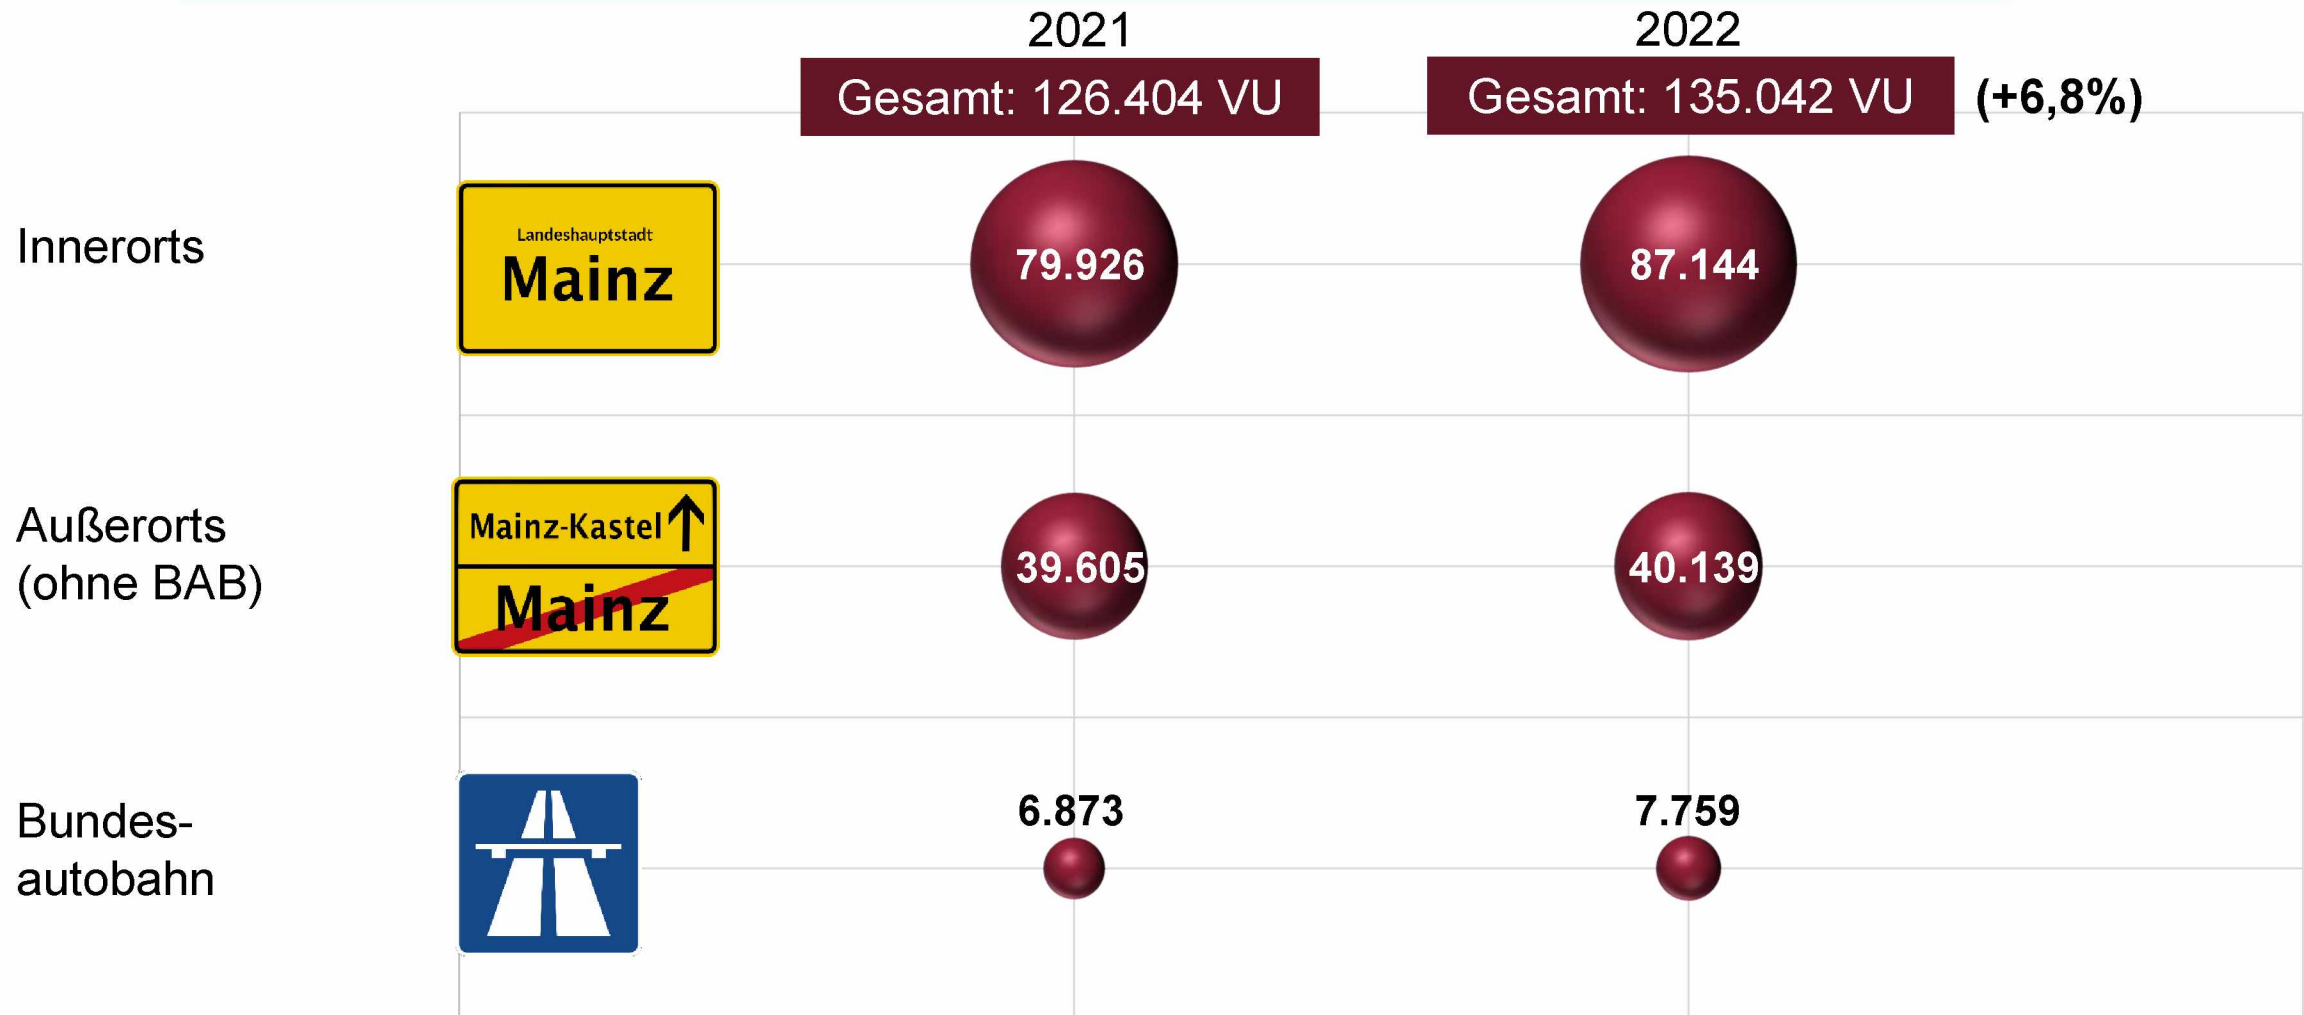 2021
2022
Gesamt: 126.404 VU
Gesamt: 135.042 VU
(+6,8%)
Innerorts
Landeshauptstadt
Mainz
79.926
87.144
Außerorts
(ohne BAB)
Mainz-Kastel
Mainz
39.605
40.139
Bundes-
autobahn
6.873
7.759